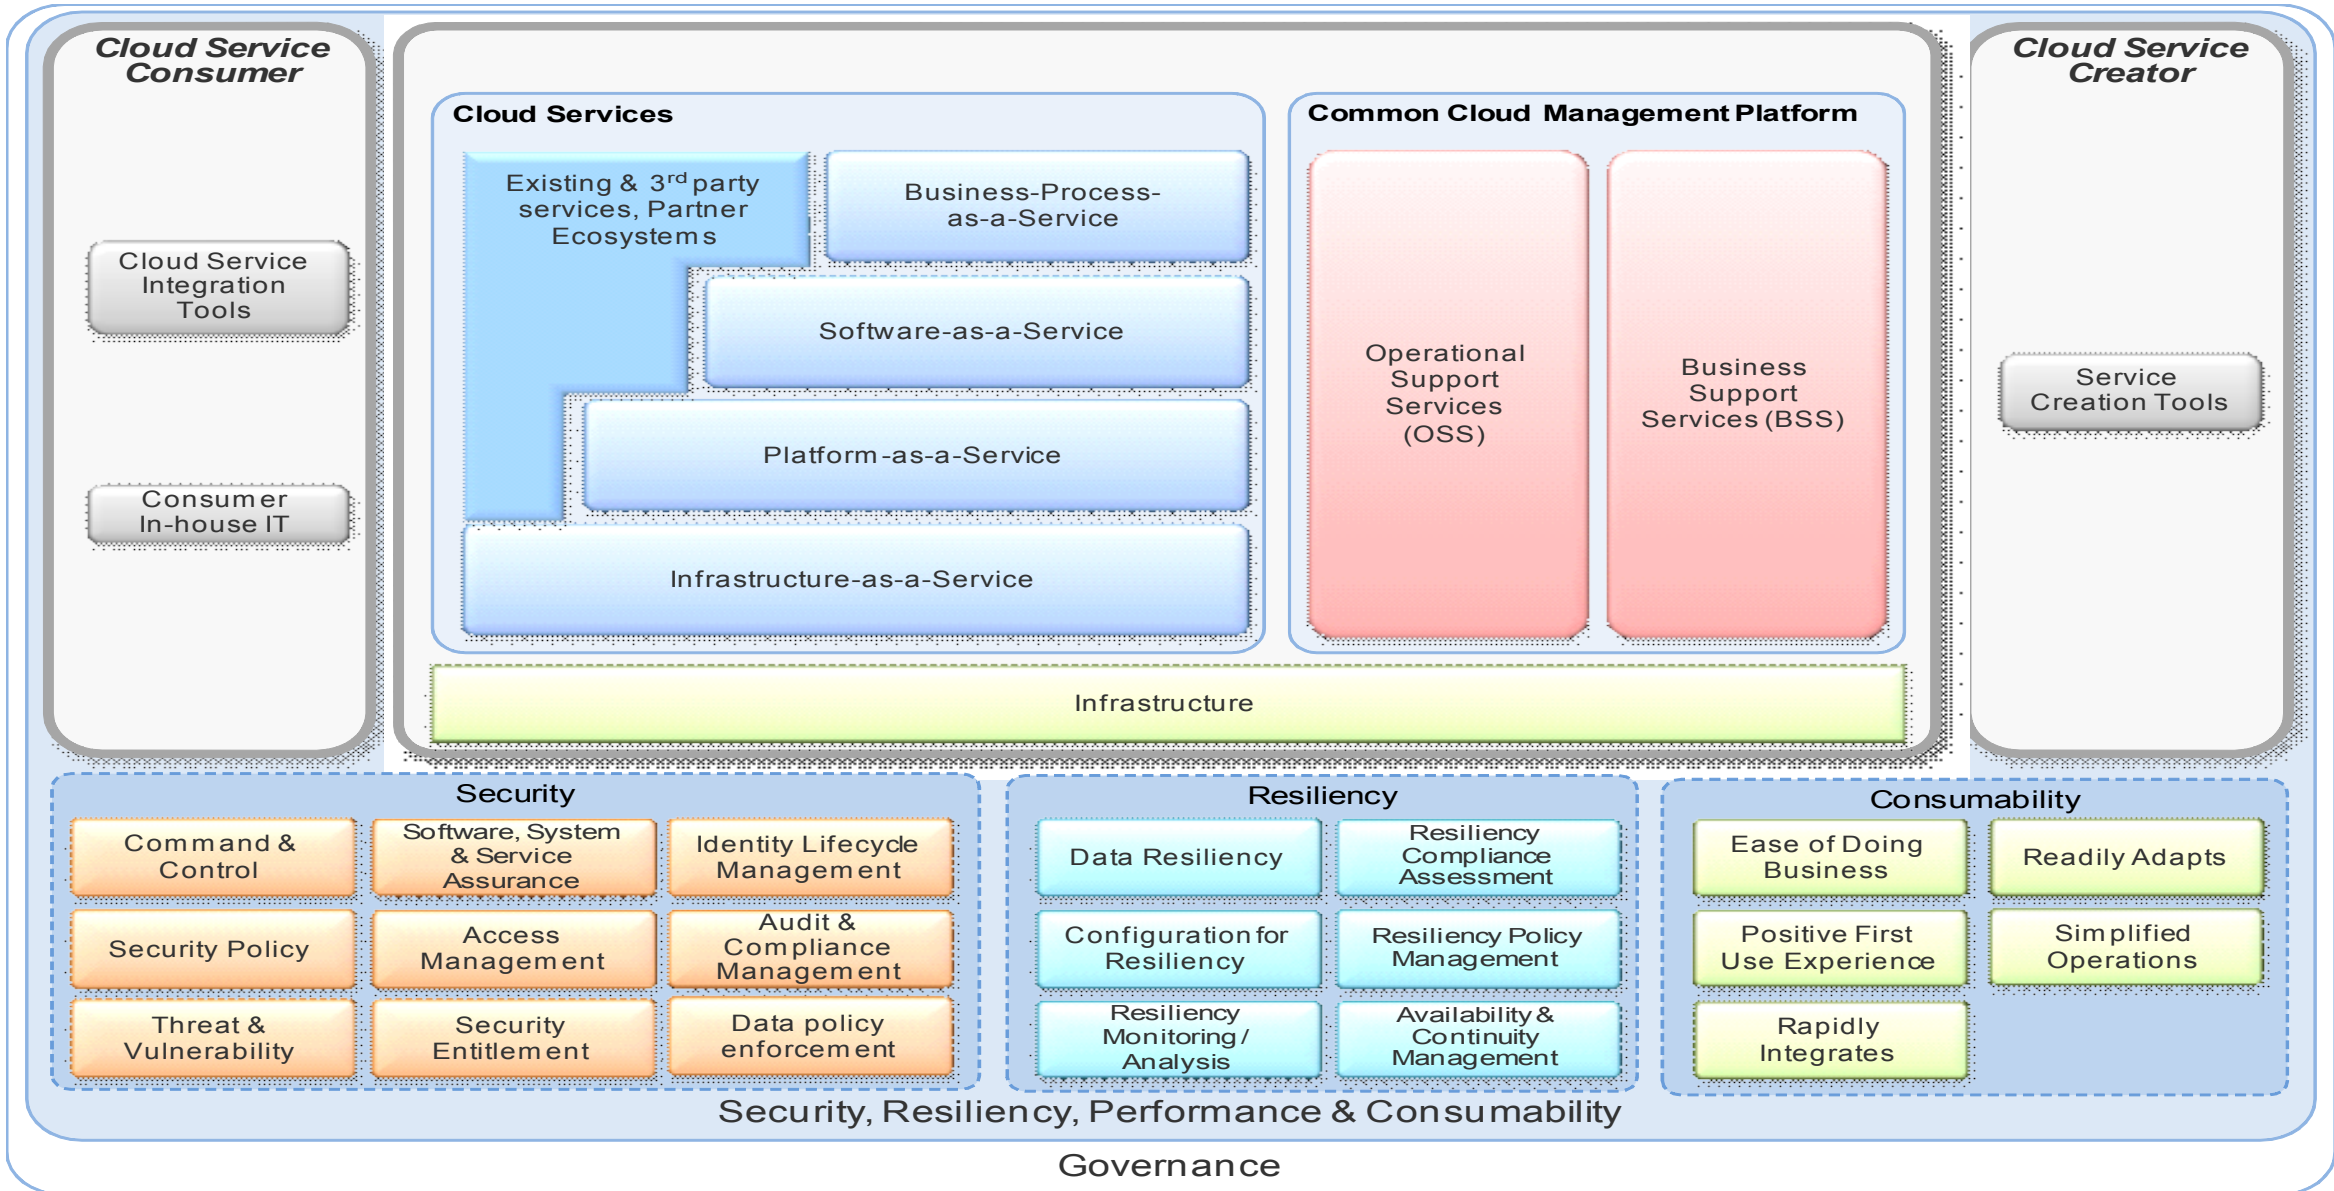 Cloud Service
Consumer
Cloud Service
Integration
Tools
Consumer
In-house IT
Cloud Services
Existing & 3rd party
services, Partner
Ecosystems
Business-Process-
as-a-Service
Software-as-a-Service
Platform-as-a-Service
Infrastructure-as-a-Service
Common Cloud Management Platform
Operational
Support
Services
(OSS)
Business
Support
Services (BSS)
Infrastructure
Cloud Service
Creator
Service
Creation Tools
Security
Command &
Control
Software, System
& Service
Assurance
Identity Lifecycle
Management
Security Policy
Access
Management
Audit &
Compliance
Management
Threat &
Vulnerability
Security
Entitlement
Data policy
enforcement
Resiliency
Data Resiliency
Resiliency
Compliance
Assessment
Configuration for
Resiliency
Resiliency Policy
Management
Resiliency
Monitoring /
Analysis
Availability &
Continuity
Management
Consumability
Ease of Doing
Business
Readily Adapts
Positive First
Use Experience
Simplified
Operations
Rapidly
Integrates
Security, Resiliency, Performance & Consumability
Governance